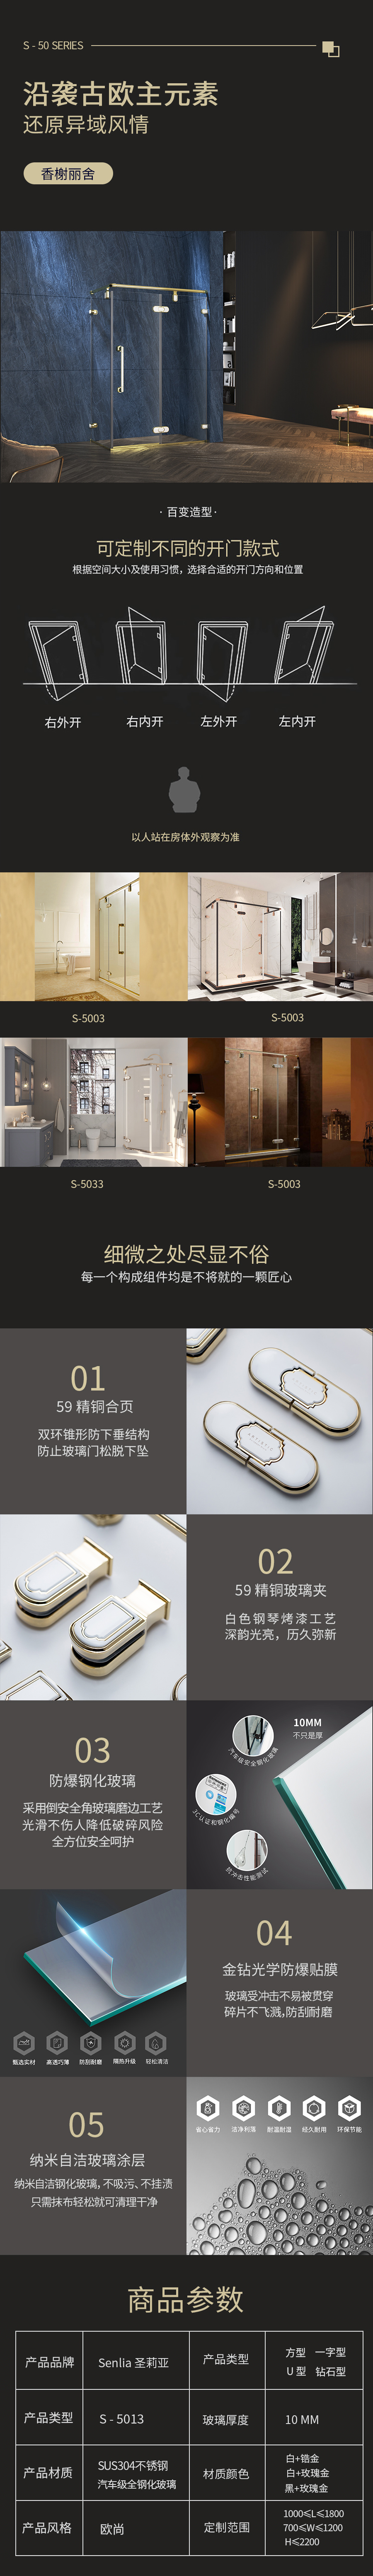 S - 50 SERIES
沿袭古欧主元素
还原异域风情
香榭丽舍
· 百变造型·
可定制不同的开门款式
根据空间大小及使用习惯，选择合适的开门方向和位置
右外开
右内开
左外开
左内开
以人站在房体外观察为准
S-5003
S-5003
S-5033
S-5003
细微之处尽显不俗
每一个构成组件均是不将就的一颗匠心
01
59 精铜合页
双环锥形防下垂结构
防止玻璃门松脱下坠
02
59 精铜玻璃夹
白色钢琴烤漆工艺
深韵光亮，历久弥新
03
防爆钢化玻璃
采用倒安全角玻璃磨边工艺
光滑不伤人降低破碎风险
全方位安全呵护
10MM
不只是厚
汽车级安全钢化玻璃
3C认证和钢化编号
抗冲击性能测试
04
金钻光学防爆贴膜
玻璃受冲击不易被贯穿
碎片不飞溅,防刮耐磨
甄选实材
高透巧薄
防刮耐磨
隔热升级
轻松清洁
05
纳米自洁玻璃涂层
纳米自洁钢化玻璃，不吸污、不挂渍
只需抹布轻松就可清理干净
省心省力
洁净利落
耐温耐湿
经久耐用
环保节能
商品参数
产品品牌
Senlia 圣莉亚
产品类型
方型 一字型
U 型 钻石型
产品类型
S - 5013
玻璃厚度
10 MM
产品材质
SUS304不锈钢
汽车级全钢化玻璃
材质颜色
白+锆金
白+玫瑰金
黑+玫瑰金
产品风格
欧尚
定制范围
1000≤L≤1800
700≤W≤1200
H≤2200